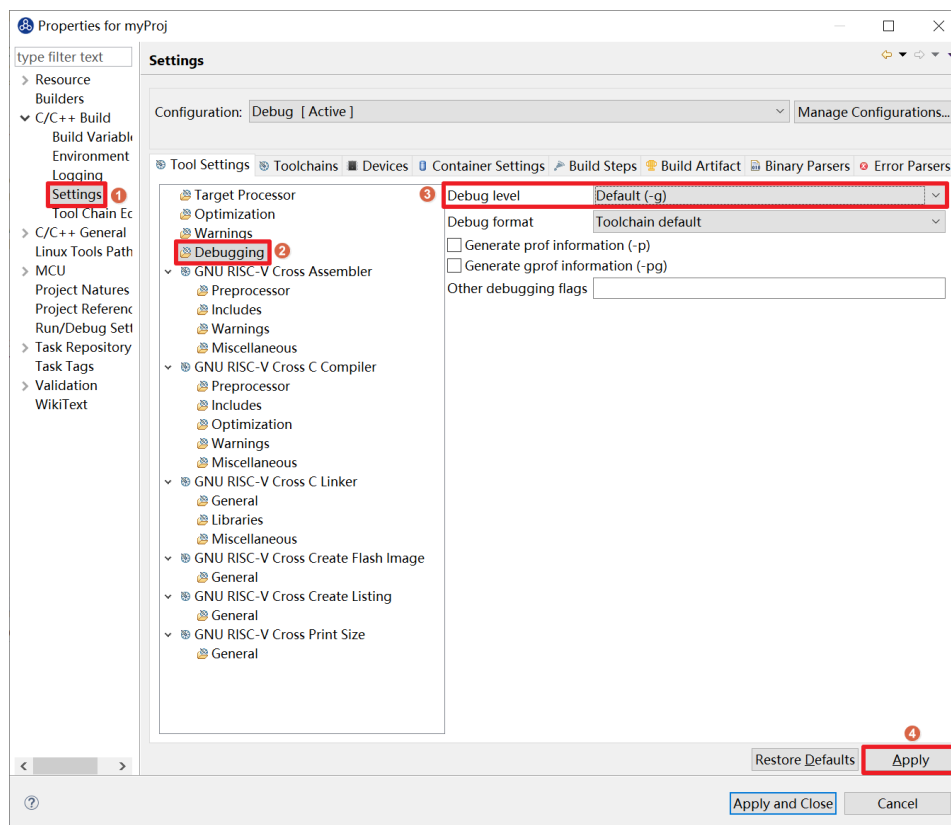 Properties for myProj
type filter text
Resource
Builders
C/C++ Build
Build Variabl
Environment
Logging
Settings 1
Tool Chain Ec
C/C++ General
Linux Tools Path
MCU
Project Natures
Project Referenc
Run/Debug Sett
Task Repository
Task Tags
Validation
WikiText
Settings
Configuration: Debug [ Active ] Manage Configurations...
Tool Settings Toolchains Devices Container Settings Build Steps Build Artifact Binary Parsers Error Parsers
Target Processor
Optimization
Warnings
Debugging 2
GNU RISC-V Cross Assembler
Preprocessor
Includes
Warnings
Miscellaneous
GNU RISC-V Cross C Compiler
Preprocessor
Includes
Optimization
Warnings
Miscellaneous
GNU RISC-V Cross C Linker
General
Libraries
Miscellaneous
GNU RISC-V Cross Create Flash Image
General
GNU RISC-V Cross Create Listing
General
GNU RISC-V Cross Print Size
General
3 Debug level Default (-g)
Debug format Toolchain default
Generate prof information (-p)
Generate gprof information (-pg)
Other debugging flags
4
Restore Defaults Apply
? Apply and Close Cancel